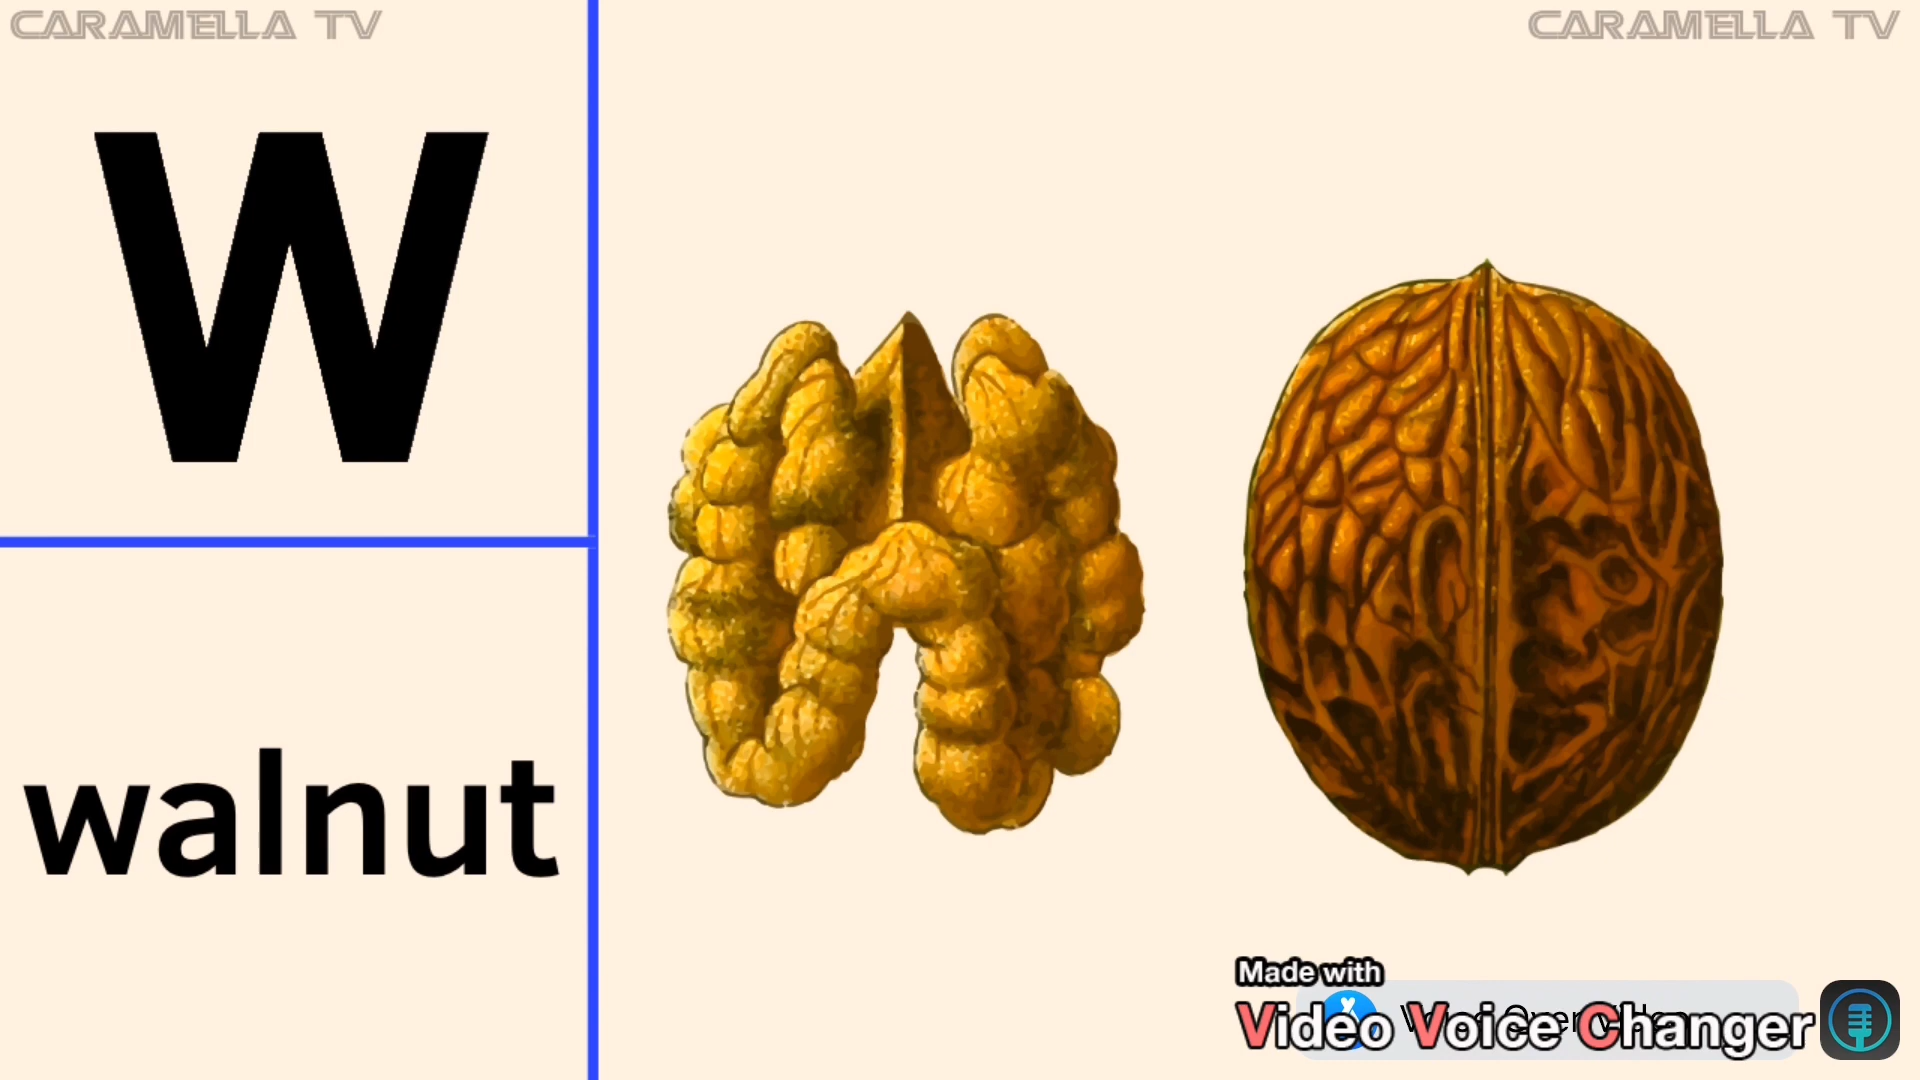 CARAMELLA TV
CARAMELLA TV
W
walnut
Made with
Video Voice Changer